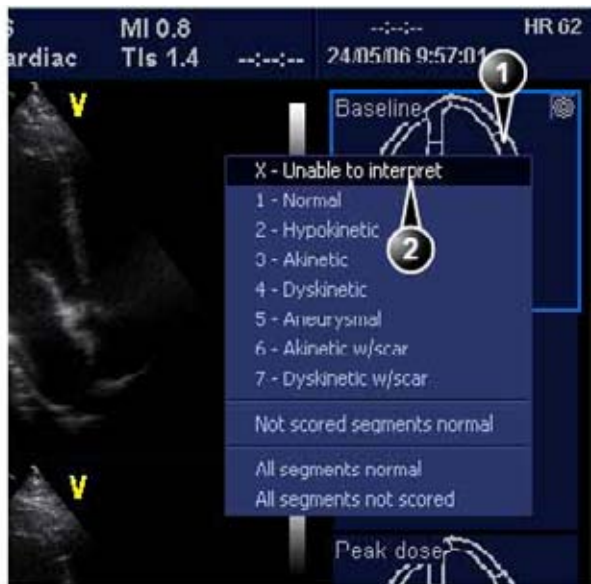 MI 0.8
ardiac TIs 1.4 --:--:--
--:--:-- HR 62
24/05/06 9:57:01
V
1
Baseline
X - Unable to interpret
1 - Normal
2 - Hypokinetic
2
3 - Akinetic
4 - Dyskinetic
5 - Aneurysmal
6 - Akinetic w/scar
7 - Dyskinetic w/scar
Not scored segments normal
All segments normal
All segments not scored
V
Peak dose